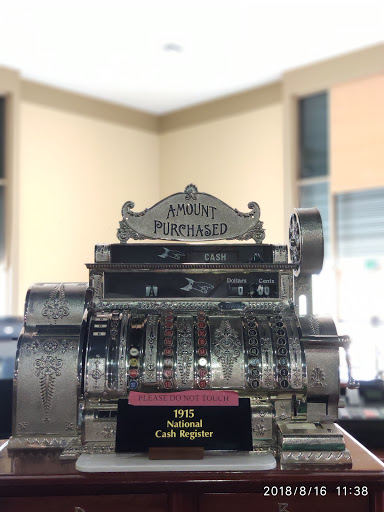 AMOUNT
PURCHASED
CASH
Dollars Cents
PLEASE DO NOT TOUCH
1915
National
Cash Register
2018/8/16 11:38